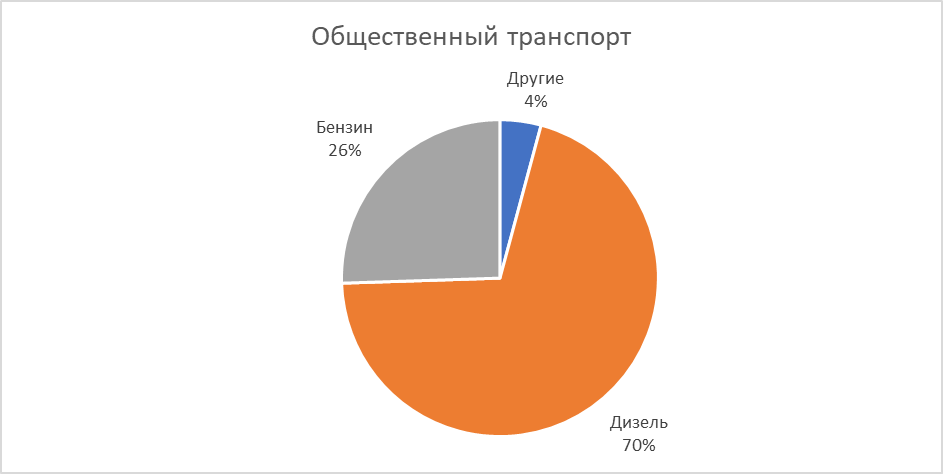 Общественный транспорт
Другие
4%
Бензин
26%
Дизель
70%